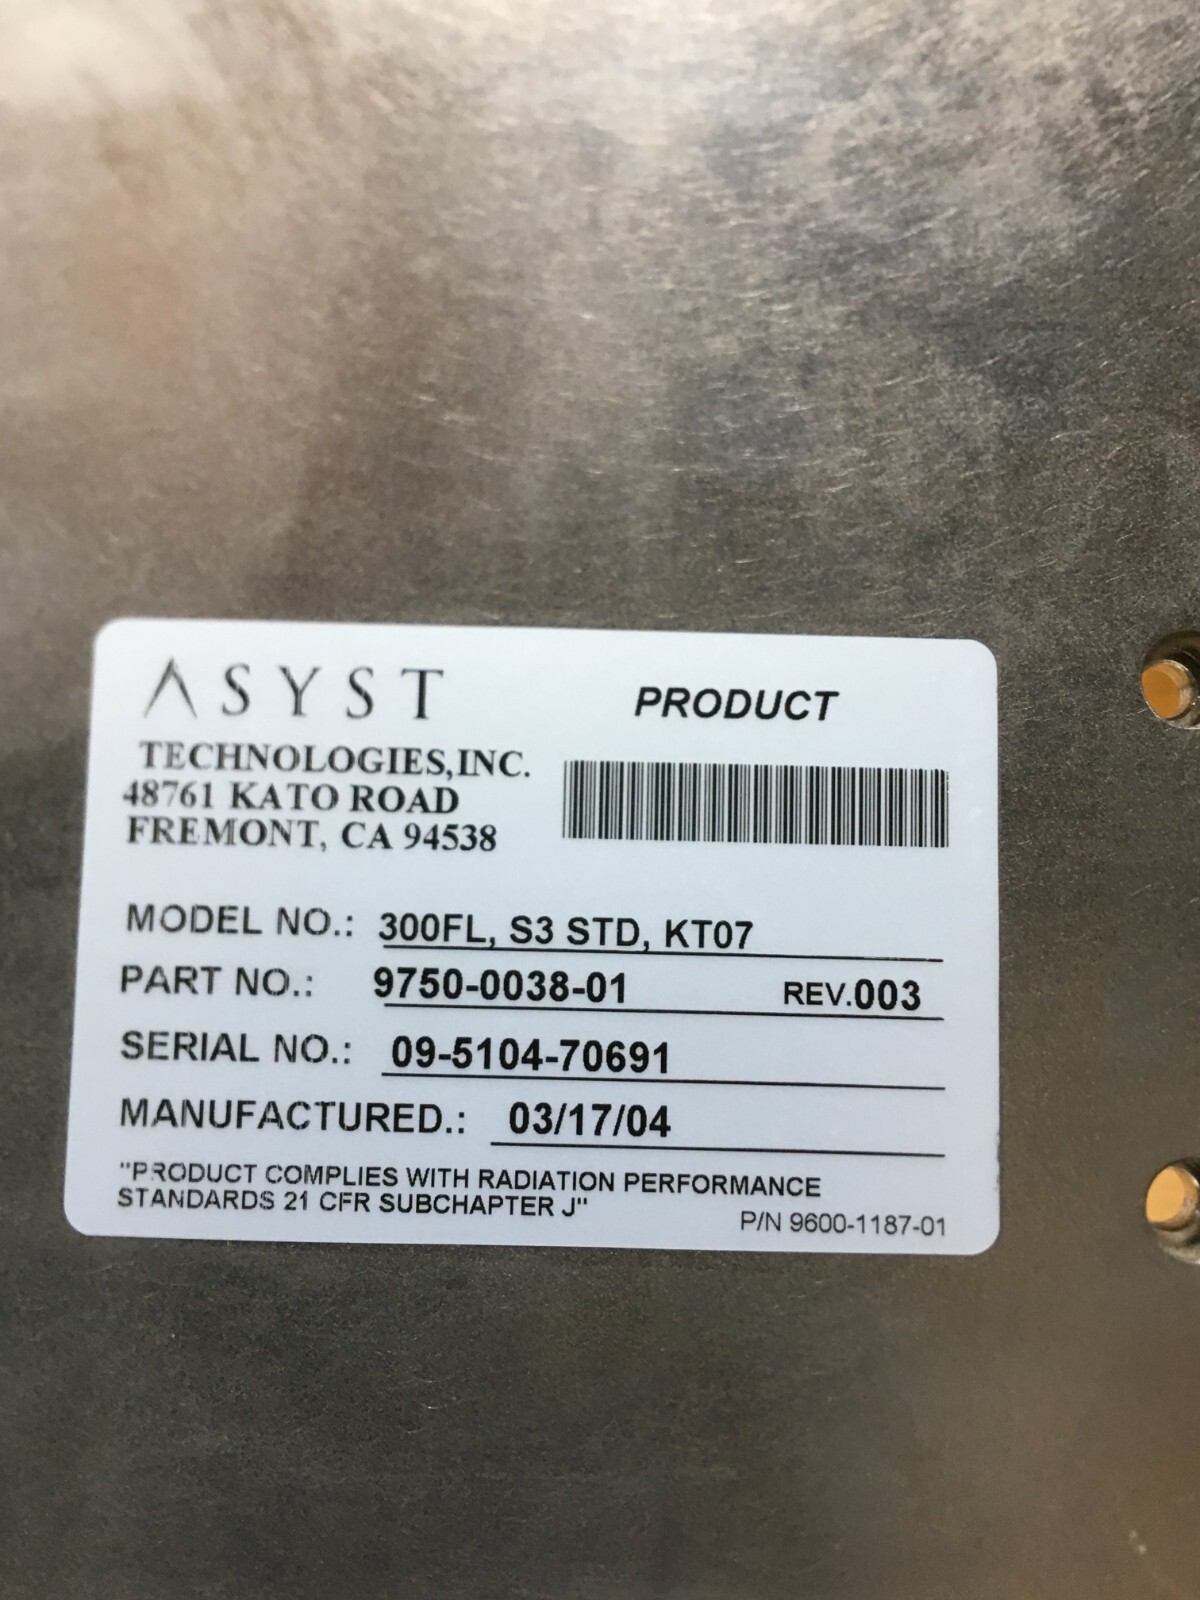 ASYST
PRODUCT
TECHNOLOGIES,INC.
48761 KATO ROAD
FREMONT, CA 94538
MODEL NO.: 300FL, S3 STD, KT07
PART NO.: 9750-0038-01 REV.003
SERIAL NO.: 09-5104-70691
MANUFACTURED.: 03/17/04
"PRODUCT COMPLIES WITH RADIATION PERFORMANCE
STANDARDS 21 CFR SUBCHAPTER J"
P/N 9600-1187-01